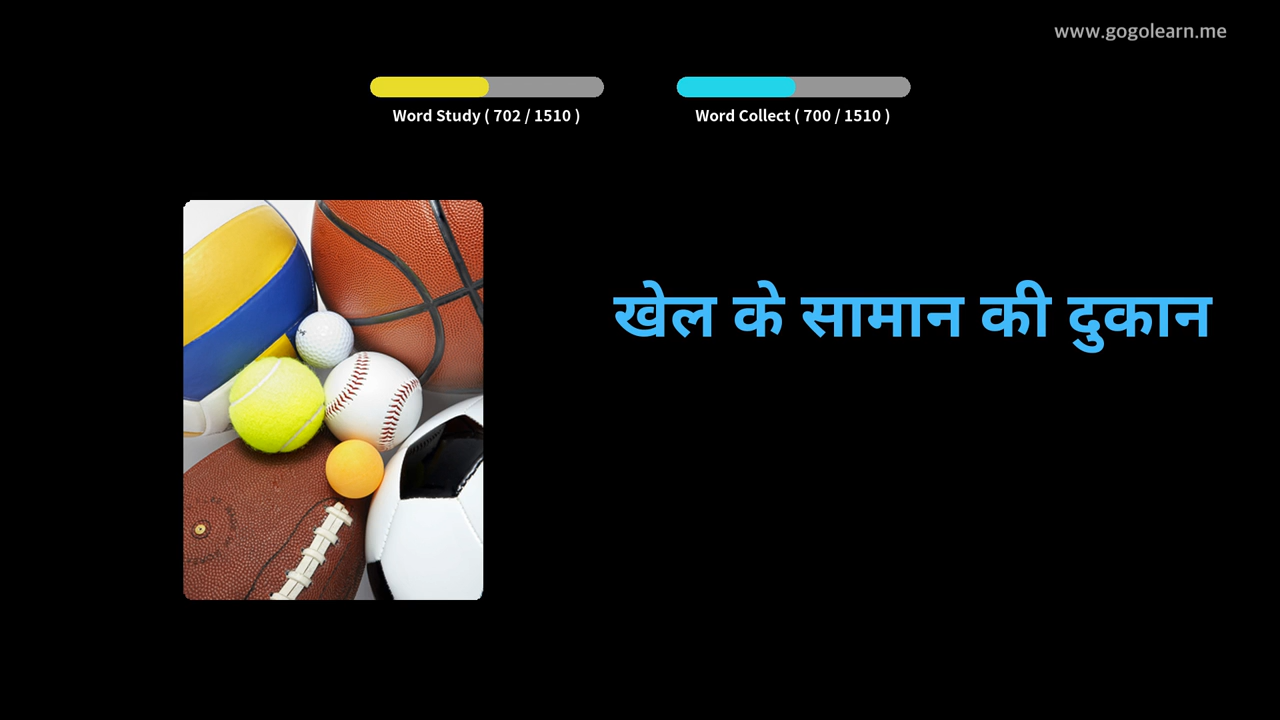 www.gogolearn.me
Word Study ( 702 / 1510 )
Word Collect ( 700 / 1510 )
खेल के सामान की दुकान